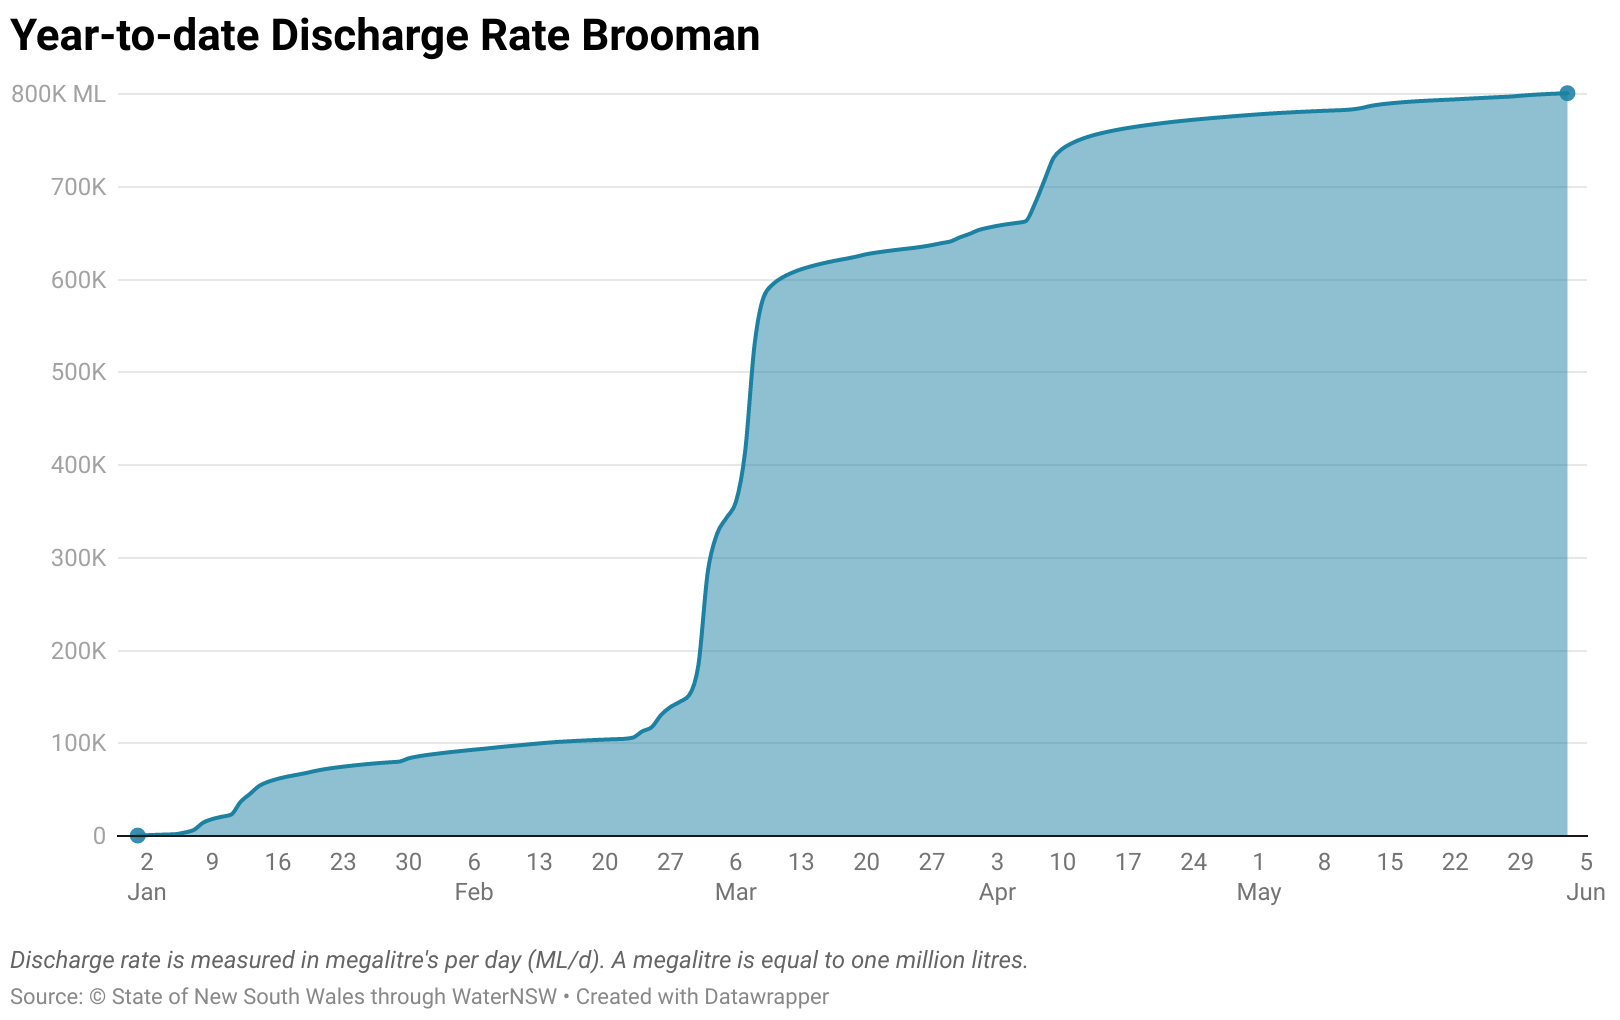 Year-to-date Discharge Rate Brooman
800K ML
700K
600K
500K
400K
300K
200K
100K
0
2 9 16 23 30 6 13 20 27 6 13 20 27 3 10 17 24 1 8 15 22 29 5
Jan Feb Mar Apr May Jun
Discharge rate is measured in megalitre's per day (ML/d). A megalitre is equal to one million litres.
Source: © State of New South Wales through WaterNSW • Created with Datawrapper